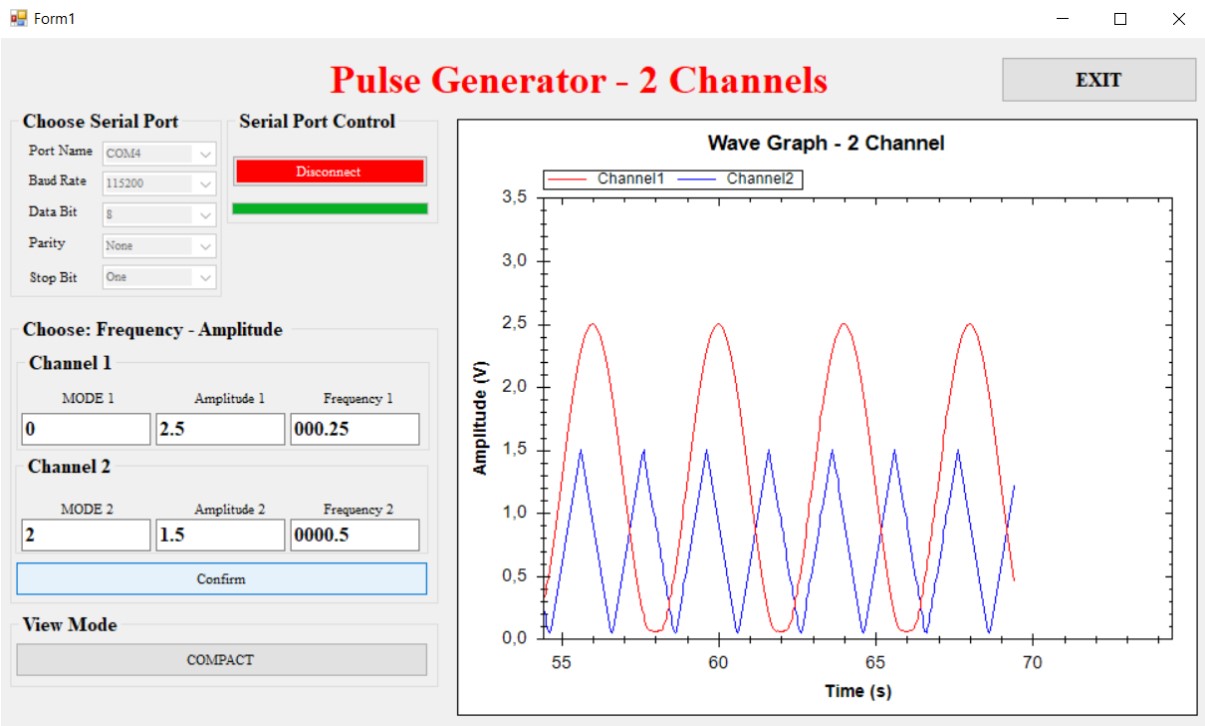 Form1
Pulse Generator - 2 Channels
EXIT
Choose Serial Port
Port Name COM4
Baud Rate 115200
Data Bit 8
Parity None
Stop Bit One
Serial Port Control
Disconnect
Choose: Frequency - Amplitude
Channel 1
MODE 1 Amplitude 1 Frequency 1
0 2.5 000.25
Channel 2
MODE 2 Amplitude 2 Frequency 2
2 1.5 0000.5
Confirm
View Mode
COMPACT
Wave Graph - 2 Channel
Channel1 Channel2
3,5
3,0
2,5
2,0
1,5
1,0
0,5
0,0
Amplitude (V)
55 60 65 70
Time (s)